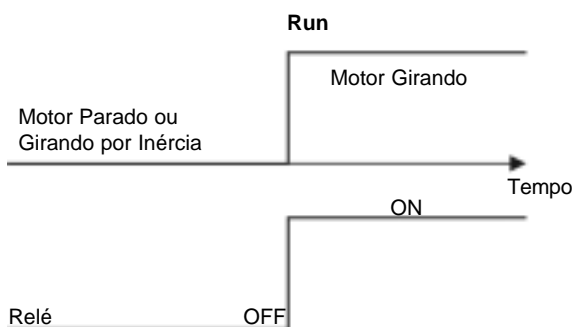 Run
Motor Girando
Motor Parado ou
Girando por Inércia
Tempo
ON
Relé
OFF